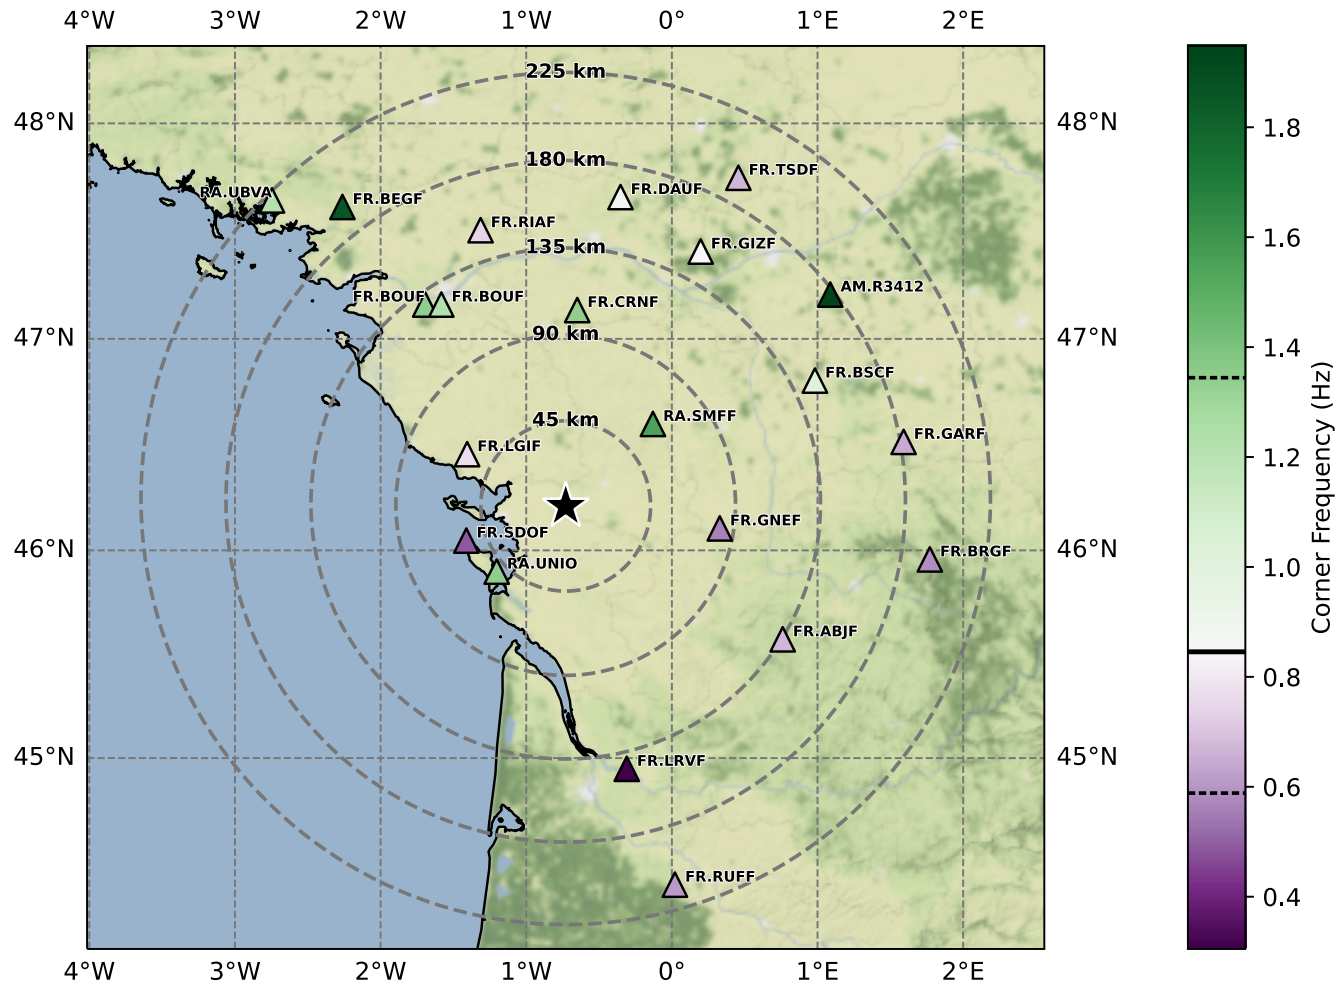 4°W 3°W 2°W 1°W 0° 1°E 2°E
225 km
48°N 48°N
1.8
180 km
FR.TSDF
RA.UBVA FR.BEGF FR.DAUF
FR.RIAF
1.6
135 km FR.GIZF
FR.BOUF FR.BOUF FR.CRNF AM.R3412
90 km
47°N 47°N
1.4
FR.BSCF
45 km RA.SMFF
FR.LGIF FR.GARF
1.2
FR.SDOF FR.GNEF
46°N 46°N
RA.UNIO FR.BRGF
1.0
Corner Frequency (Hz)
FR.ABJF
0.8
45°N 45°N
FR.LRVF
0.6
FR.RUFF
0.4
4°W 3°W 2°W 1°W 0° 1°E 2°E